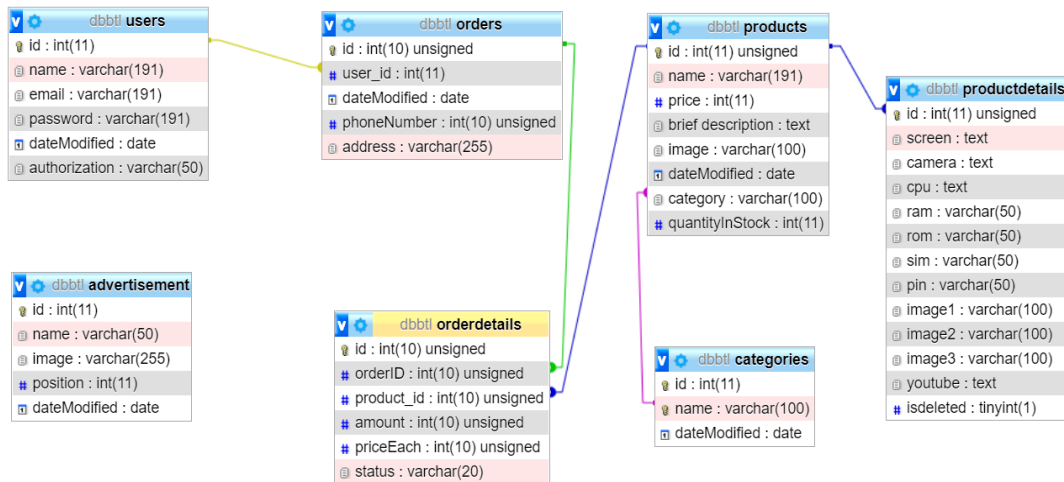 dbbtl users
id : int(11)
name : varchar(191)
email : varchar(191)
password : varchar(191)
dateModified : date
authorization : varchar(50)
dbbtl orders
id : int(10) unsigned
user_id : int(11)
dateModified : date
phoneNumber : int(10) unsigned
address : varchar(255)
dbbtl products
id : int(11) unsigned
name : varchar(191)
price : int(11)
brief description : text
image : varchar(100)
dateModified : date
category : varchar(100)
quantityInStock : int(11)
dbbtl productdetails
id : int(11) unsigned
screen : text
camera : text
cpu : text
ram : varchar(50)
rom : varchar(50)
sim : varchar(50)
pin : varchar(50)
image1 : varchar(100)
image2 : varchar(100)
image3 : varchar(100)
youtube : text
isdeleted : tinyint(1)
dbbtl advertisement
id : int(11)
name : varchar(50)
image : varchar(255)
position : int(11)
dateModified : date
dbbtl orderdetails
id : int(10) unsigned
orderID : int(10) unsigned
product_id : int(10) unsigned
amount : int(10) unsigned
priceEach : int(10) unsigned
status : varchar(20)
dbbtl categories
id : int(11)
name : varchar(100)
dateModified : date